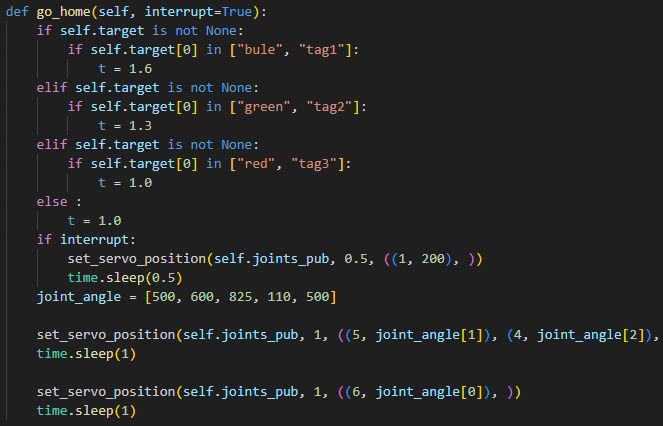 def go_home(self, interrupt=True):
    if self.target is not None:
        if self.target[0] in ["bule", "tag1"]:
            t = 1.6
    elif self.target is not None:
        if self.target[0] in ["green", "tag2"]:
            t = 1.3
    elif self.target is not None:
        if self.target[0] in ["red", "tag3"]:
            t = 1.0
    else :
        t = 1.0
    if interrupt:
        set_servo_position(self.joints_pub, 0.5, ((1, 200), ))
        time.sleep(0.5)
    joint_angle = [500, 600, 825, 110, 500]

    set_servo_position(self.joints_pub, 1, ((5, joint_angle[1]), (4, joint_angle[2]),
    time.sleep(1)

    set_servo_position(self.joints_pub, 1, ((6, joint_angle[0]), ))
    time.sleep(1)